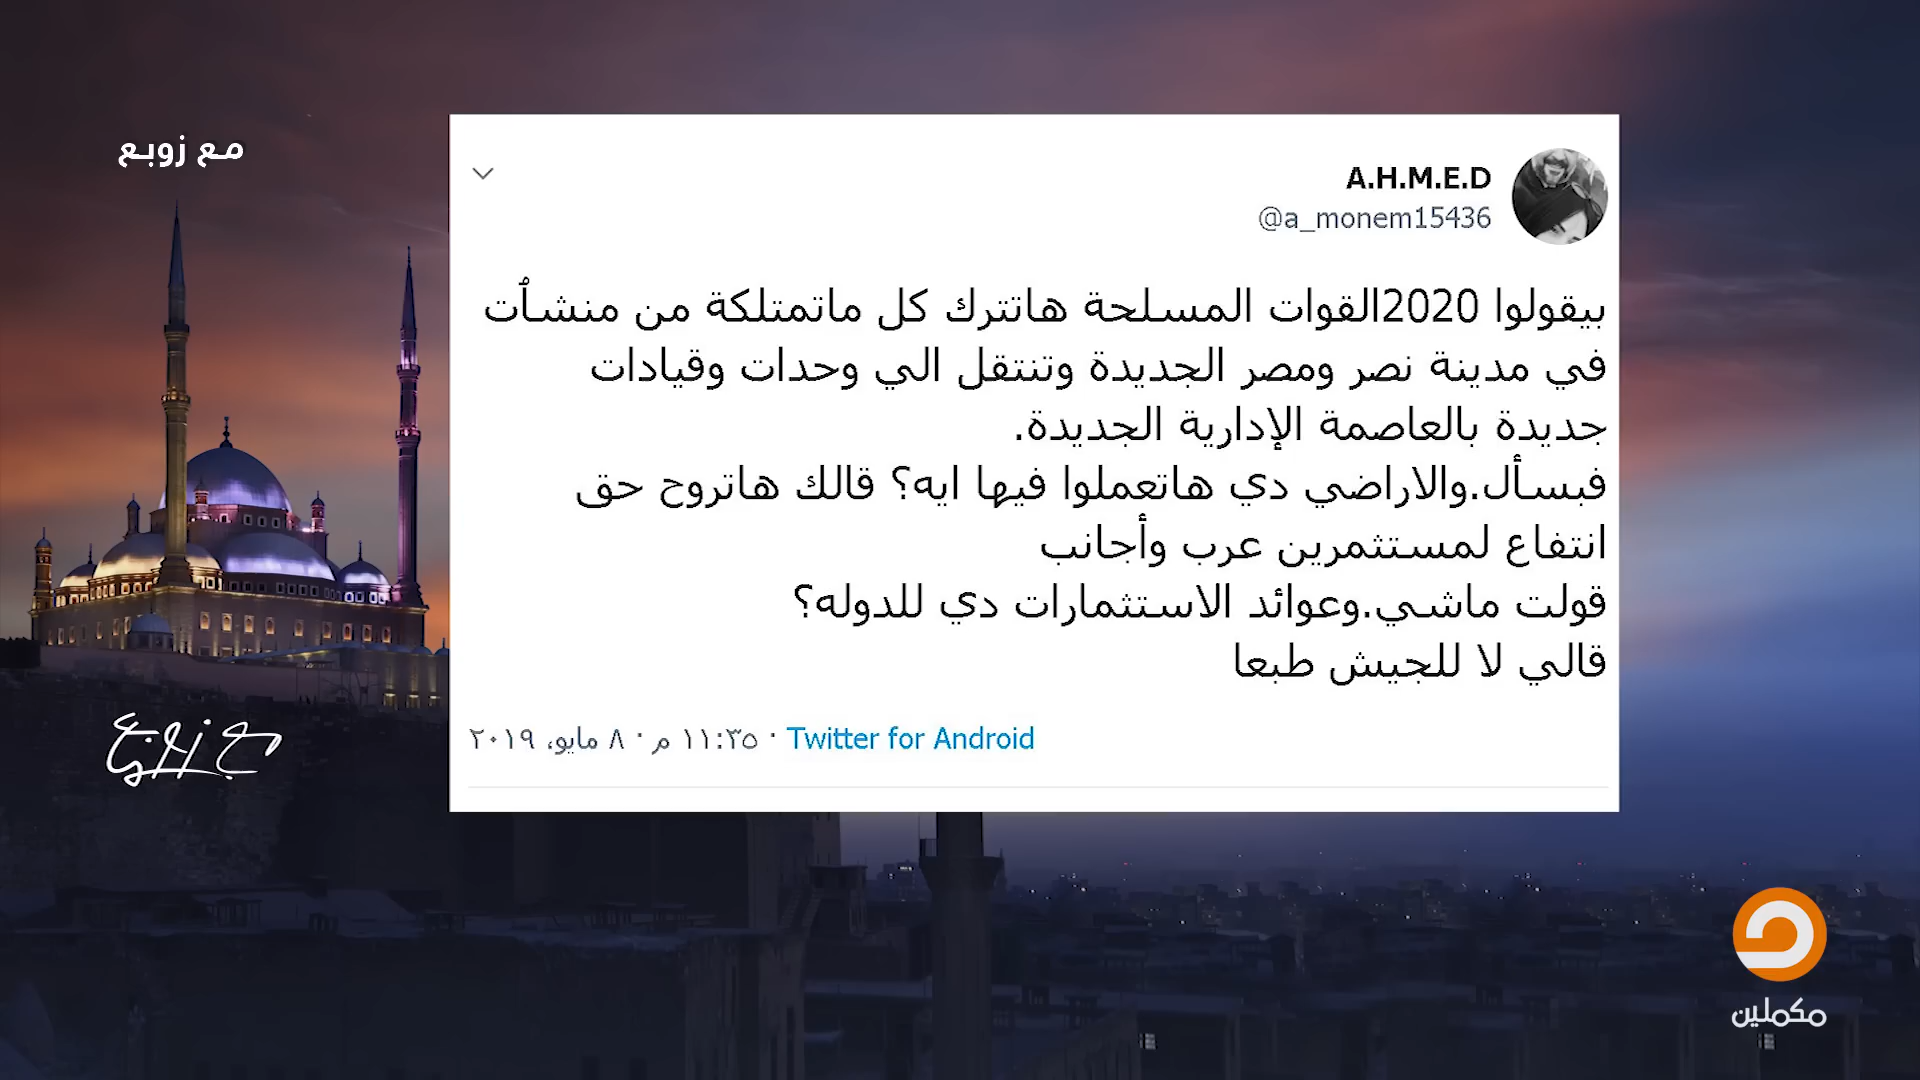 مع زوبع
A.H.M.E.D
@a_monem15436
بيقولوا 2020القوات المسلحة هاتترك كل ماتمتلكة من منشأت
في مدينة نصر ومصر الجديدة وتنتقل الي وحدات وقيادات
جديدة بالعاصمة الإدارية الجديدة.
فبسأل.والاراضي دي هاتعملوا فيها ايه؟ قالك هاتروح حق
انتفاع لمستثمرين عرب وأجانب
قولت ماشي.وعوائد الاستثمارات دي للدوله؟
قالي لا للجيش طبعا
١١:٣٥ م · ٨ مايو، ٢٠١٩ · Twitter for Android
مع زوبع
مكملين